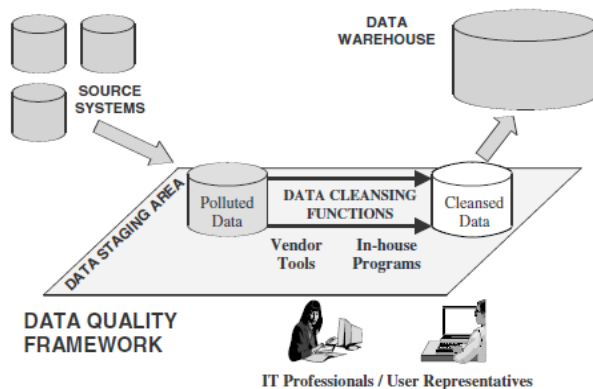 DATA
WAREHOUSE
SOURCE
SYSTEMS
DATA STAGING AREA
Polluted
Data
DATA CLEANSING
FUNCTIONS
Cleansed
Data
Vendor
Tools
In-house
Programs
DATA QUALITY
FRAMEWORK
IT Professionals / User Representatives